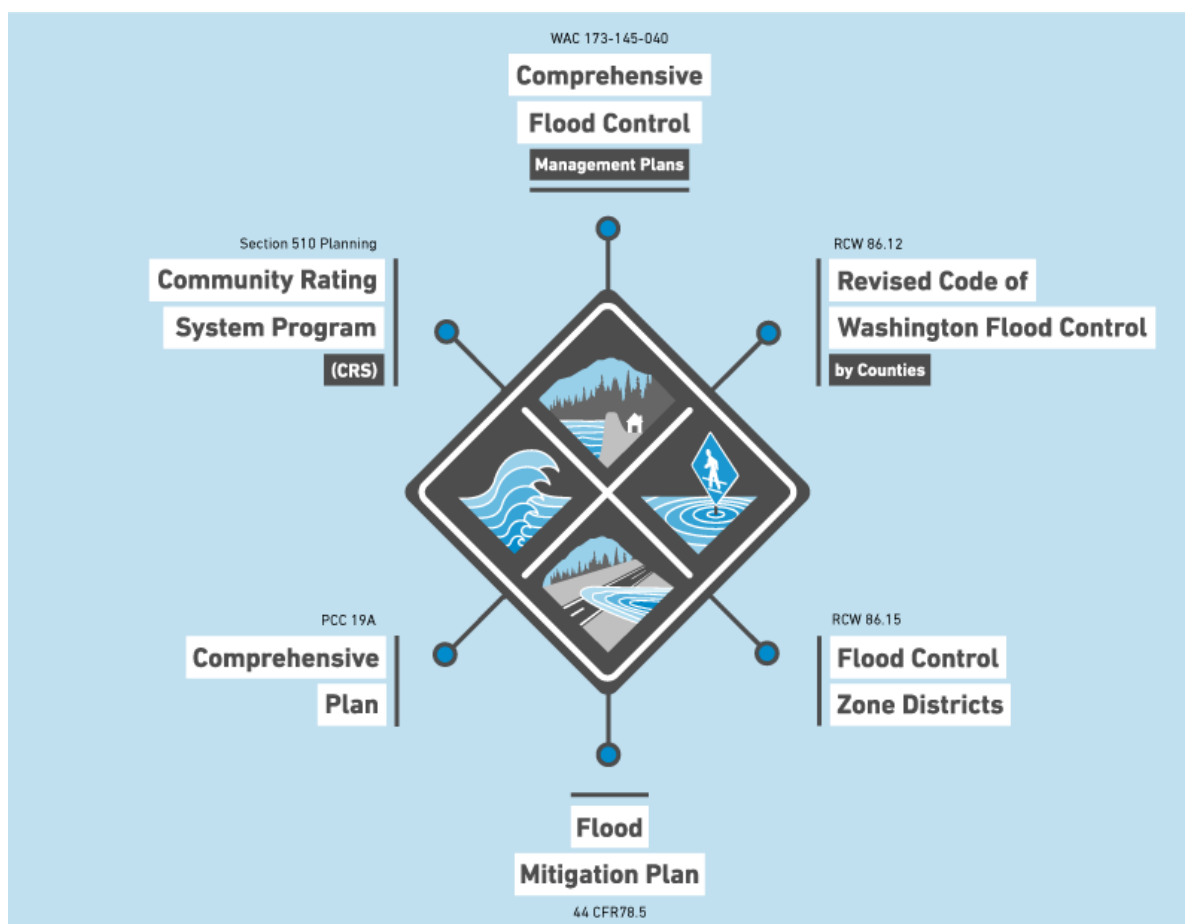 WAC 173-145-040
Comprehensive
Flood Control
Management Plans
Section 510 Planning
Community Rating
System Program
(CRS)
RCW 86.12
Revised Code of
Washington Flood Control
by Counties
PCC 19A
Comprehensive
Plan
RCW 86.15
Flood Control
Zone Districts
Flood
Mitigation Plan
44 CFR78.5